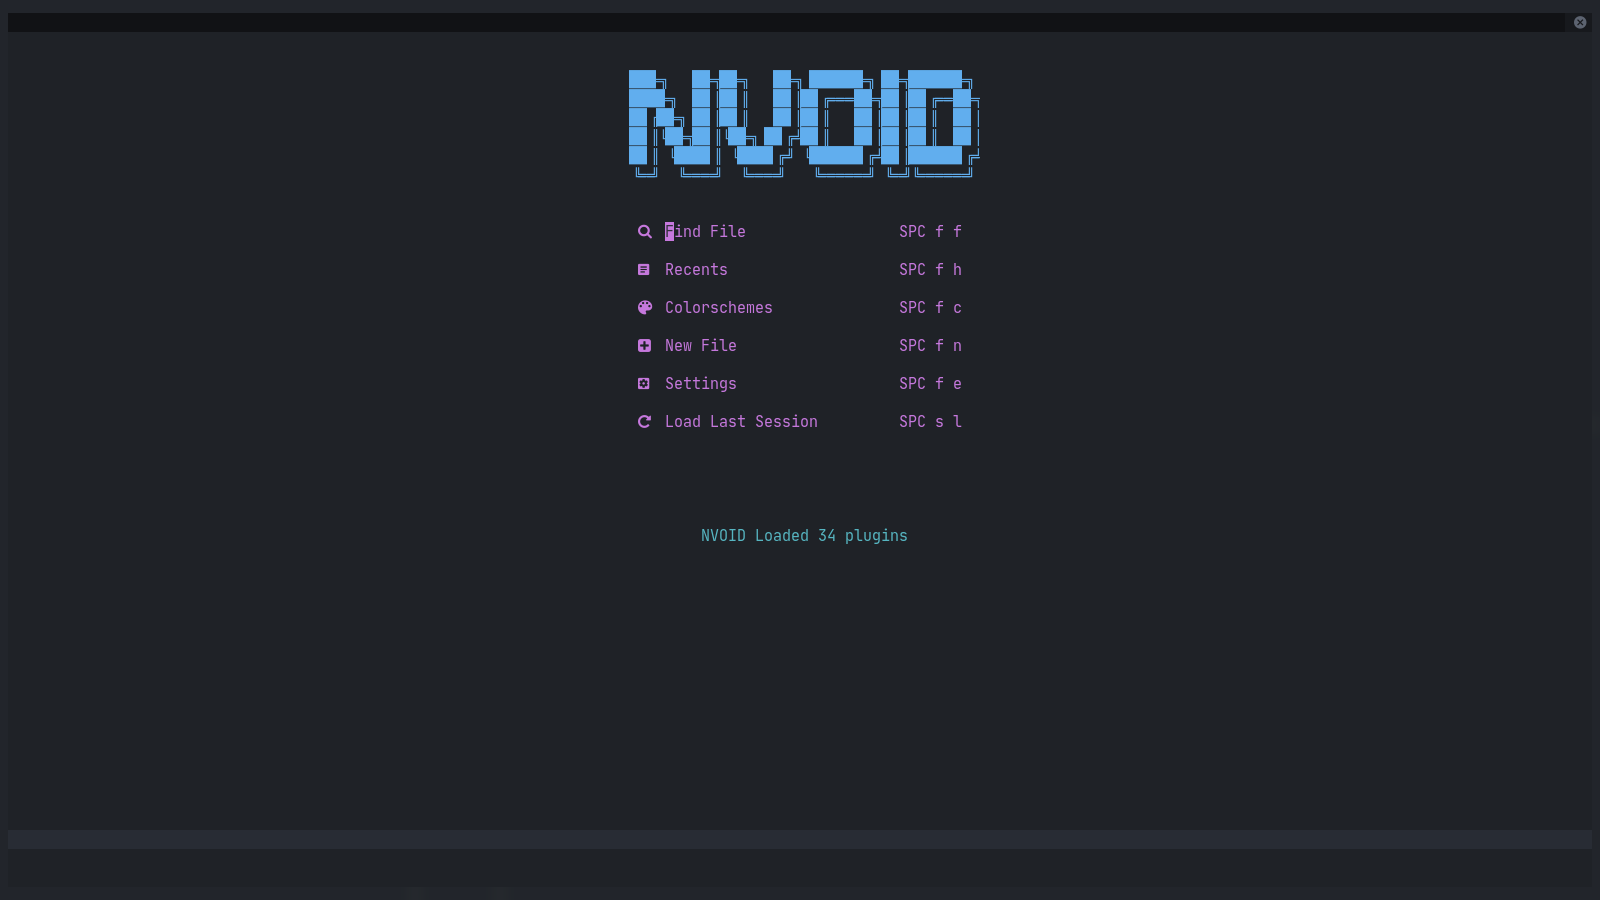 NVOID
Find File SPC f f
Recents SPC f h
Colorschemes SPC f c
New File SPC f n
Settings SPC f e
Load Last Session SPC s l
NVOID Loaded 34 plugins